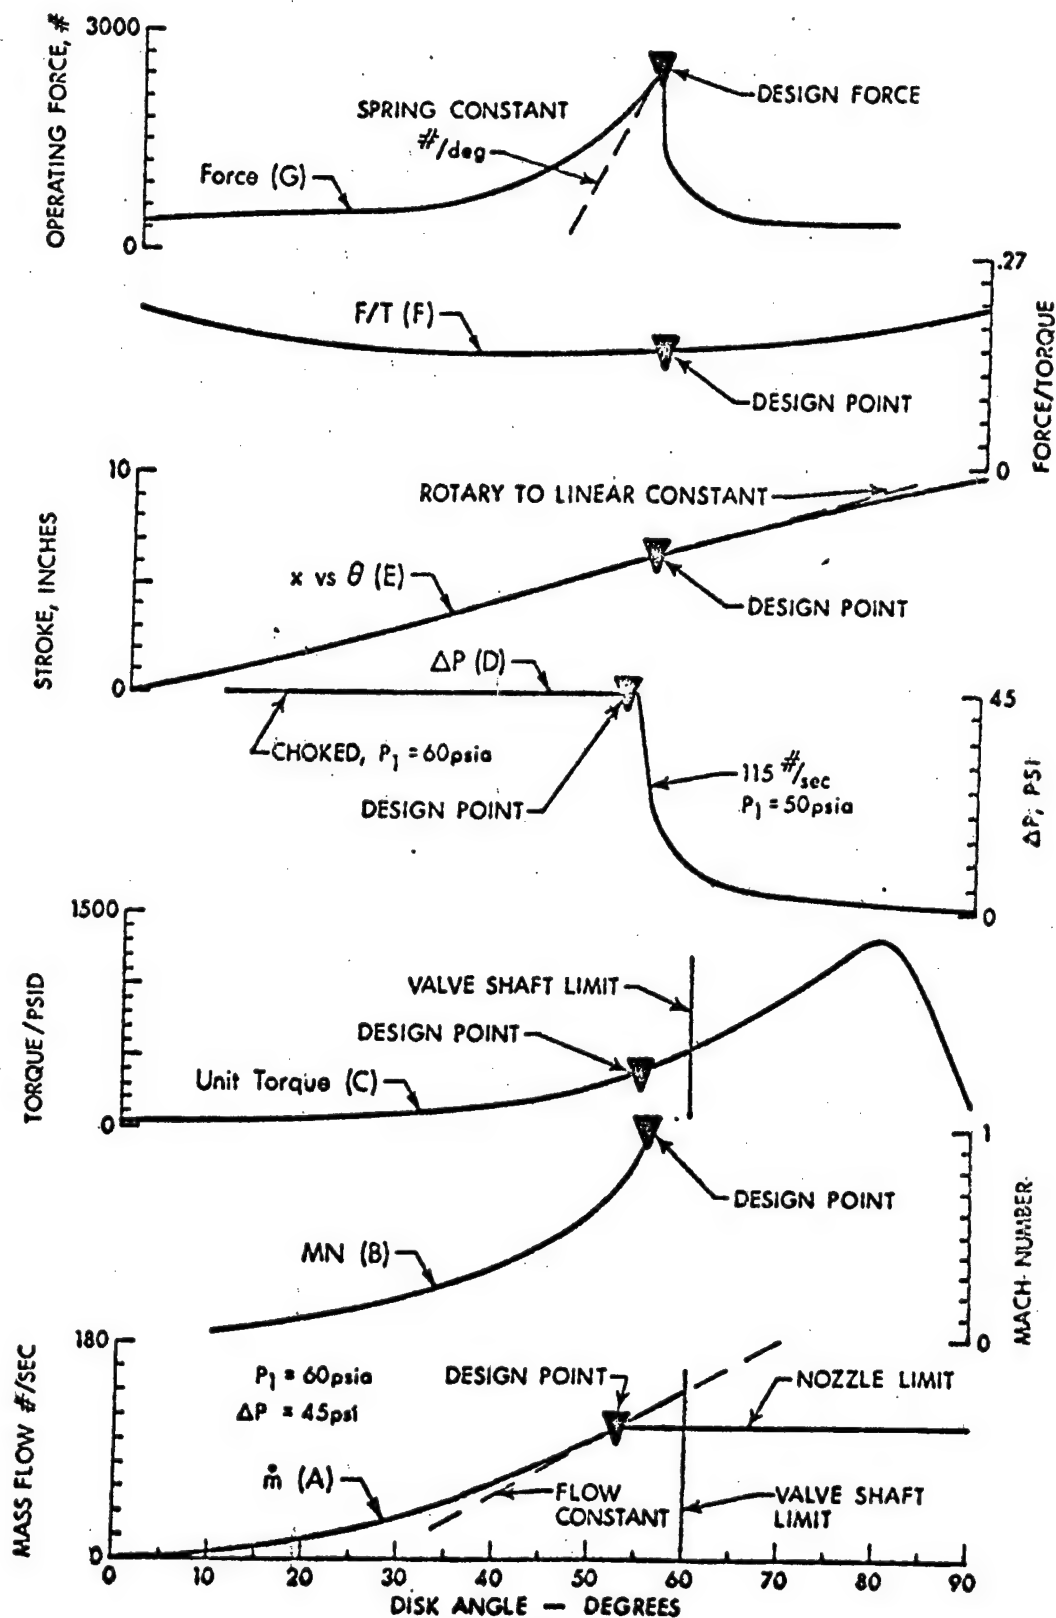 OPERATING FORCE, #
3000
0
DESIGN FORCE
SPRING CONSTANT
#/deg
Force (G)
.27
0
FORCE/TORQUE
F/T (F)
DESIGN POINT
STROKE, INCHES
10
0
ROTARY TO LINEAR CONSTANT
x vs θ (E)
DESIGN POINT
ΔP (D)
CHOKED, P1 = 60psia
DESIGN POINT
115 #/sec
P1 = 50psia
45
0
ΔP, PSI
TORQUE/PSID
1500
0
VALVE SHAFT LIMIT
DESIGN POINT
Unit Torque (C)
1
0
MACH NUMBER
DESIGN POINT
MN (B)
MASS FLOW #/SEC
180
0
P1 = 60psia
ΔP = 45psi
DESIGN POINT
NOZZLE LIMIT
ṁ (A)
FLOW
CONSTANT
VALVE SHAFT
LIMIT
0 10 20 30 40 50 60 70 80 90
DISK ANGLE — DEGREES